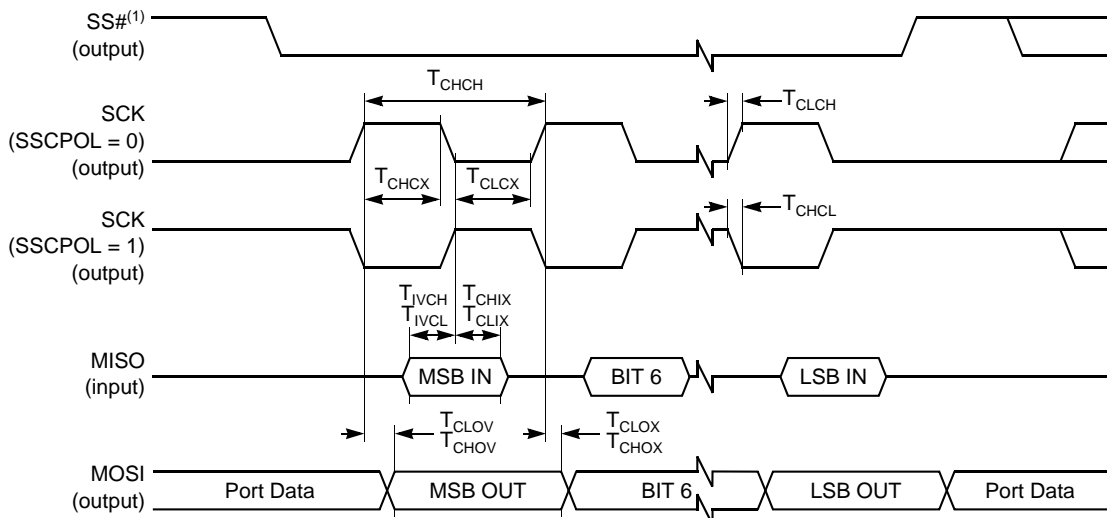 SS#(1)
(output)
TCHCH
TCLCH
SCK
(SSCPOL = 0)
(output)
TCHCX
TCLCX
TCHCL
SCK
(SSCPOL = 1)
(output)
TIVCH
TIVCL
TCHIX
TCLIX
MISO
(input)
MSB IN
BIT 6
LSB IN
TCLOV
TCHOV
TCLOX
TCHOX
MOSI
(output)
Port Data
MSB OUT
BIT 6
LSB OUT
Port Data